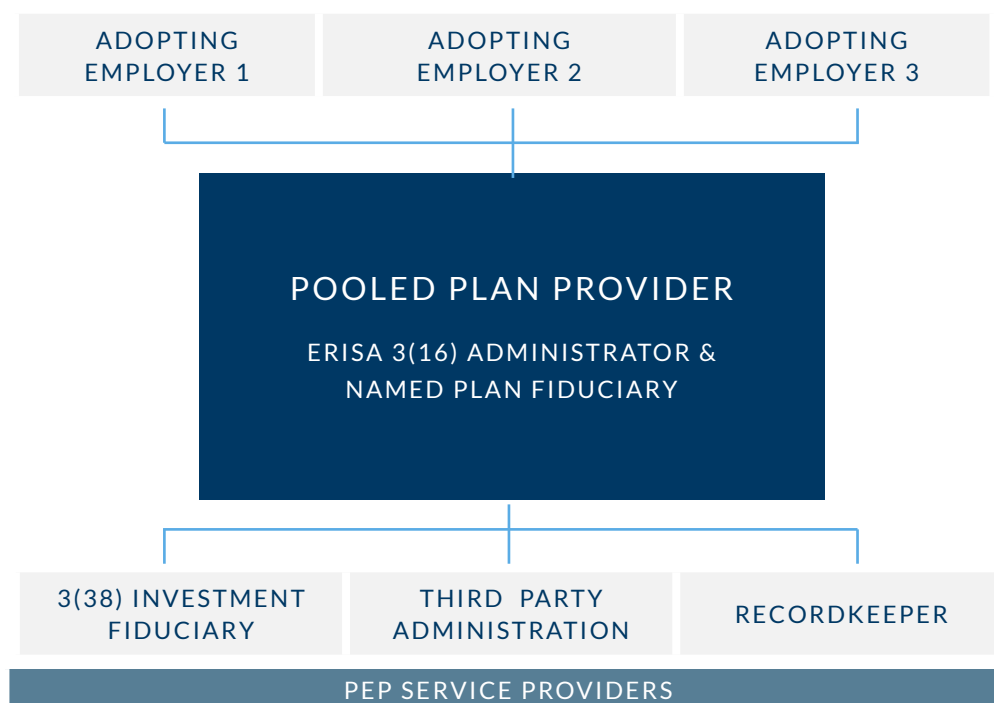 ADOPTING
EMPLOYER 1
ADOPTING
EMPLOYER 2
ADOPTING
EMPLOYER 3
POOLED PLAN PROVIDER
ERISA 3(16) ADMINISTRATOR &
NAMED PLAN FIDUCIARY
3(38) INVESTMENT
FIDUCIARY
THIRD PARTY
ADMINISTRATION
RECORDKEEPER
PEP SERVICE PROVIDERS